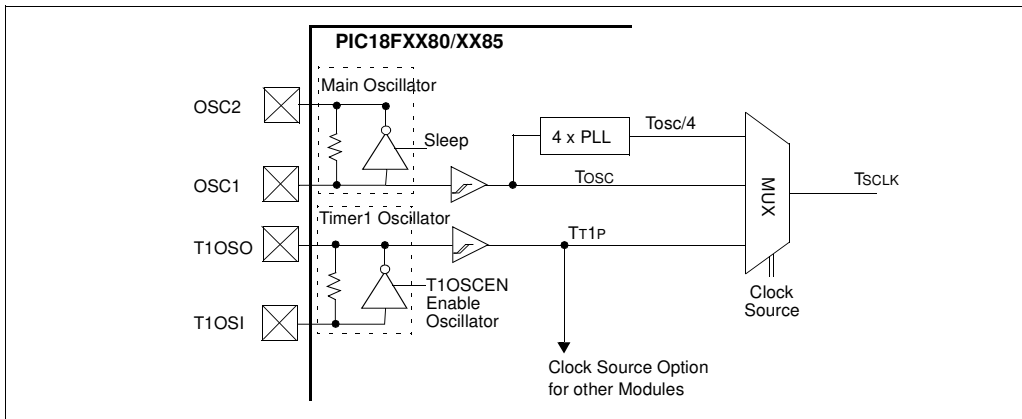 PIC18FXX80/XX85
Main Oscillator
OSC2
Sleep
OSC1
4 x PLL
Tosc/4
TOSC
MUX
TSCLK
Timer1 Oscillator
T1OSO
TT1P
T1OSCEN
Enable
Oscillator
T1OSI
Clock
Source
Clock Source Option
for other Modules